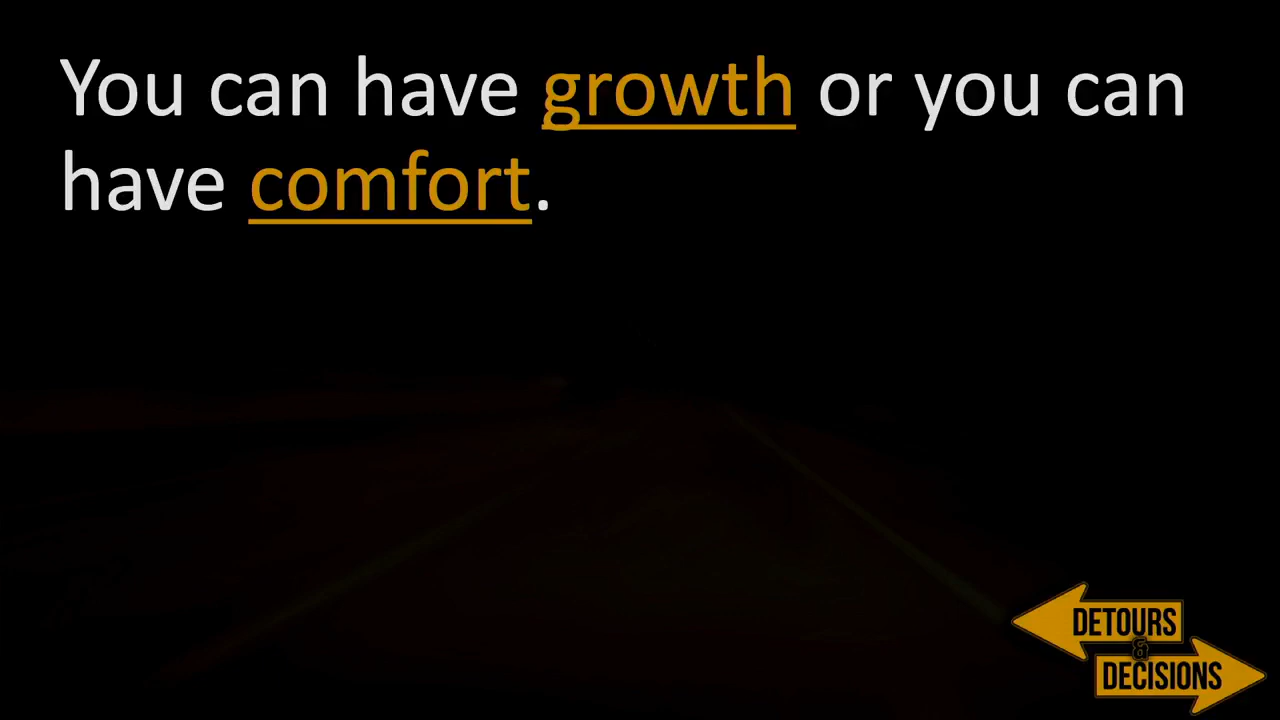 You can have growth or you can
have comfort.
DETOURS
&
DECISIONS